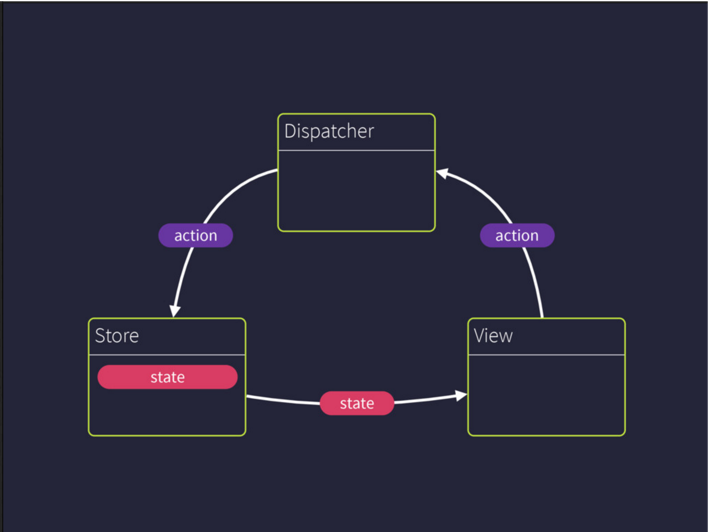 Dispatcher
action
action
Store
View
state
state